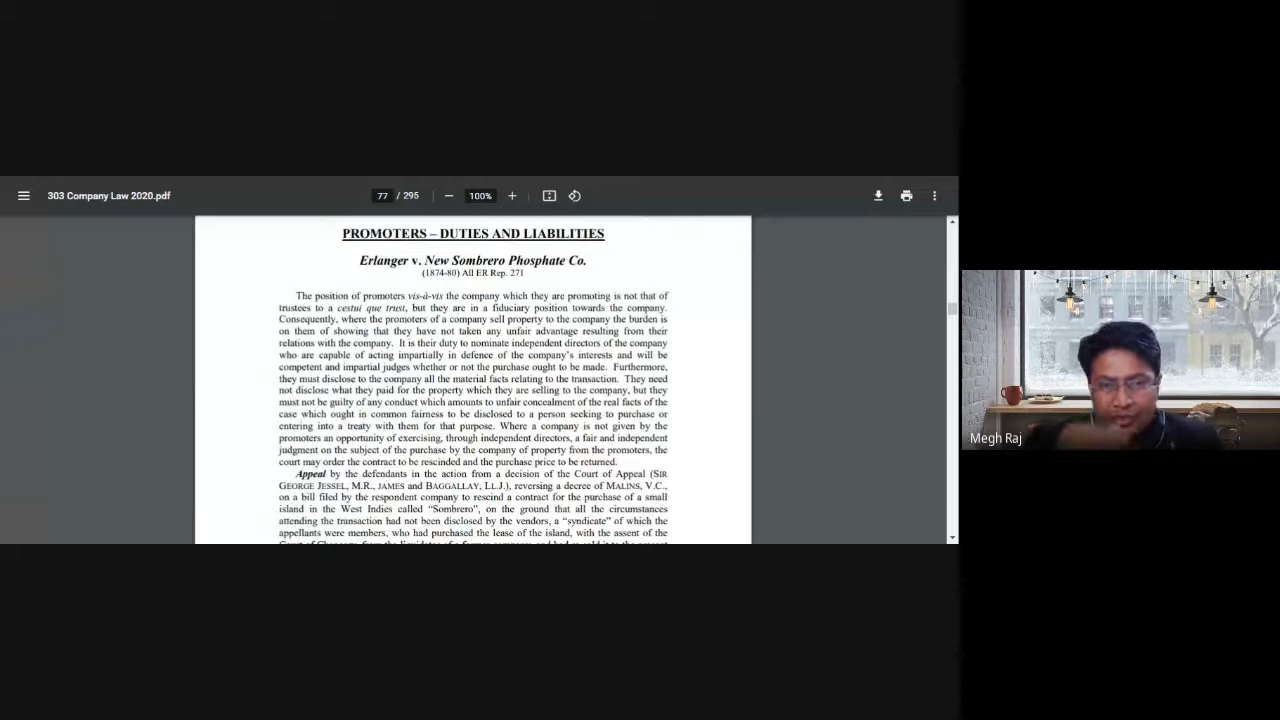 303 Company Law 2020.pdf
77 / 295
100%
PROMOTERS – DUTIES AND LIABILITIES
Erlanger v. New Sombrero Phosphate Co.
(1874-80) All ER Rep. 271
The position of promoters vis-à-vis the company which they are promoting is not that of
trustees to a cestui que trust, but they are in a fiduciary position towards the company.
Consequently, where the promoters of a company sell property to the company the burden is
on them of showing that they have not taken any unfair advantage resulting from their
relations with the company. It is their duty to nominate independent directors of the company
who are capable of acting impartially in defence of the company's interests and will be
competent and impartial judges whether or not the purchase ought to be made. Furthermore,
they must disclose to the company all the material facts relating to the transaction. They need
not disclose what they paid for the property which they are selling to the company, but they
must not be guilty of any conduct which amounts to unfair concealment of the real facts of the
case which ought in common fairness to be disclosed to a person seeking to purchase or
entering into a treaty with them for that purpose. Where a company is not given by the
promoters an opportunity of exercising, through independent directors, a fair and independent
judgment on the subject of the purchase by the company of property from the promoters, the
court may order the contract to be rescinded and the purchase price to be returned.
Appeal by the defendants in the action from a decision of the Court of Appeal (SIR
GEORGE JESSEL, M.R., JAMES and BAGGALLAY, LL.J.), reversing a decree of MALINS, V.C.,
on a bill filed by the respondent company to rescind a contract for the purchase of a small
island in the West Indies called "Sombrero", on the ground that all the circumstances
attending the transaction had not been disclosed by the vendors, a "syndicate" of which the
appellants were members, who had purchased the lease of the island, with the assent of the
Megh Raj